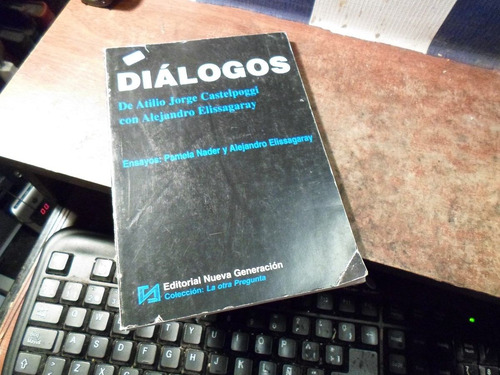 DIÁLOGOS
De Atilio Jorge Castelpoggi
con Alejandro Elissagaray
Ensayos: Pamela Nader y Alejandro Elissagaray
Editorial Nueva Generación
Colección: La otra Pregunta